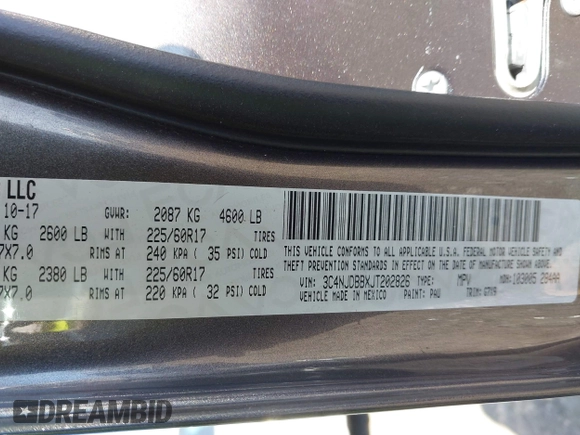 LLC
10-17 GVWR: 2087 KG 4600 LB
KG 2600 LB WITH 225/60R17 TIRES
7X7.0 RIMS AT 240 KPA ( 35 PSI) COLD
KG 2380 LB WITH 225/60R17 TIRES
7X7.0 RIMS AT 220 KPA ( 32 PSI) COLD
THIS VEHICLE CONFORMS TO ALL APPLICABLE U.S.A. FEDERAL MOTOR VEHICLE SAFETY
THEFT PREVENTION STANDARDS IN EFFECT ON THE DATE OF MANUFACTURE SHOWN
VIN: 3C4NJDBBXJT202826 TYPE: MPV
VEHICLE MADE IN MEXICO PAINT: PAU TRIM:
DREAMBID